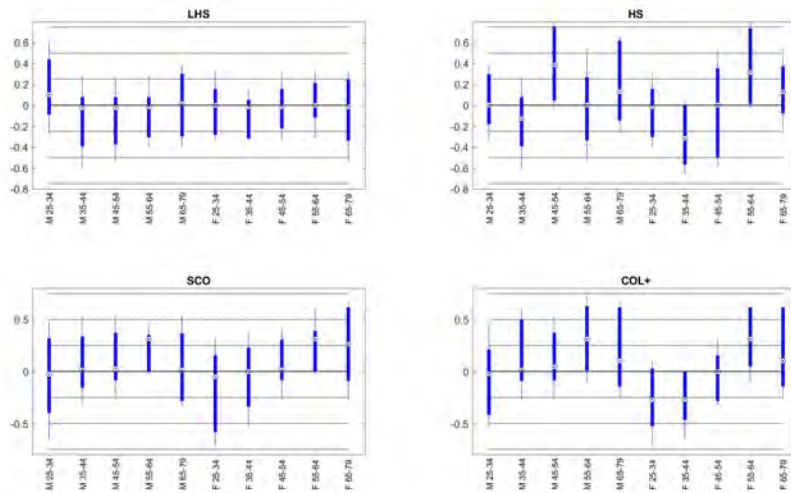 LHS
0.6
0.4
0.2
0
-0.2
-0.4
-0.6
-0.8
M 25-34
M 35-44
M 45-54
M 55-64
M 65-79
F 25-34
F 35-44
F 45-54
F 55-64
F 65-79
HS
0.6
0.4
0.2
0
-0.2
-0.4
-0.6
-0.8
M 25-34
M 35-44
M 45-54
M 55-64
M 65-79
F 25-34
F 35-44
F 45-54
F 55-64
F 65-79
SCO
0.5
0
-0.5
M 25-34
M 35-44
M 45-54
M 55-64
M 65-79
F 25-34
F 35-44
F 45-54
F 55-64
F 65-79
COL+
0.5
0
-0.5
M 25-34
M 35-44
M 45-54
M 55-64
M 65-79
F 25-34
F 35-44
F 45-54
F 55-64
F 65-79